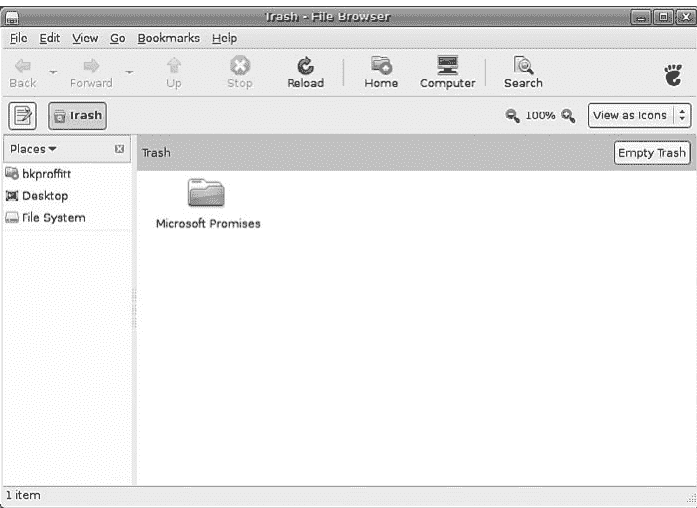 Trash - File Browser
File Edit View Go Bookmarks Help
Back Forward Up Stop Reload Home Computer Search
Trash 100% View as Icons
Places Trash Empty Trash
bkproffitt
Desktop
File System
Microsoft Promises
1 item